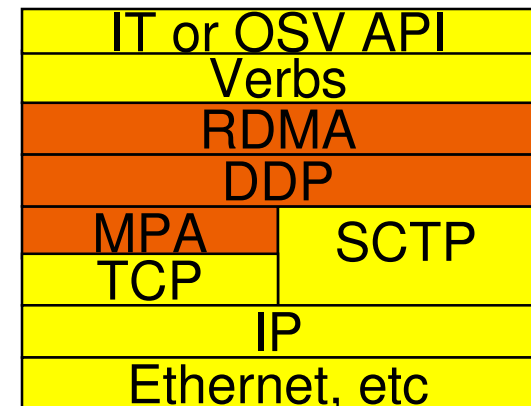 IT or OSV API
Verbs
RDMA
DDP
MPA
SCTP
TCP
IP
Ethernet, etc